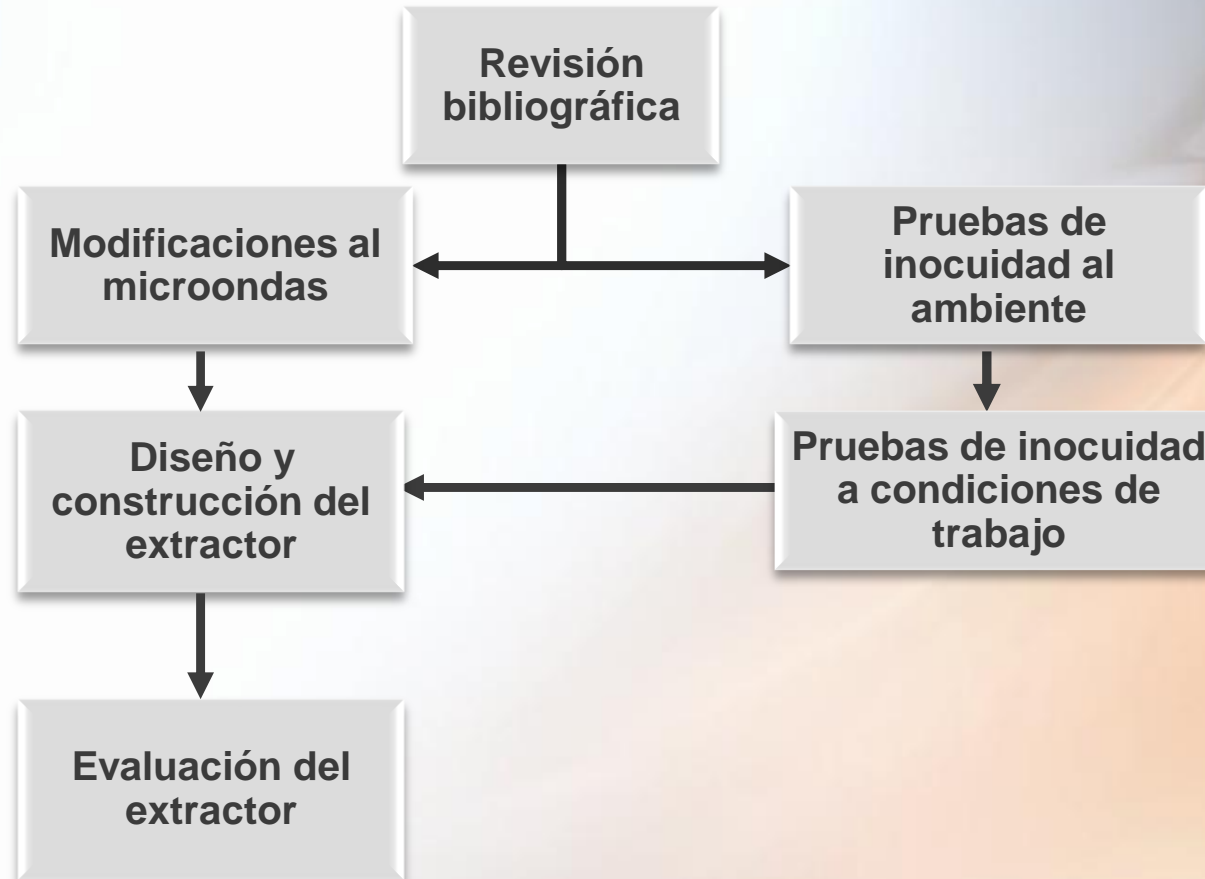 Revisión
bibliográfica
Modificaciones al
microondas
Pruebas de
inocuidad al
ambiente
Diseño y
construcción del
extractor
Pruebas de inocuidad
a condiciones de
trabajo
Evaluación del
extractor